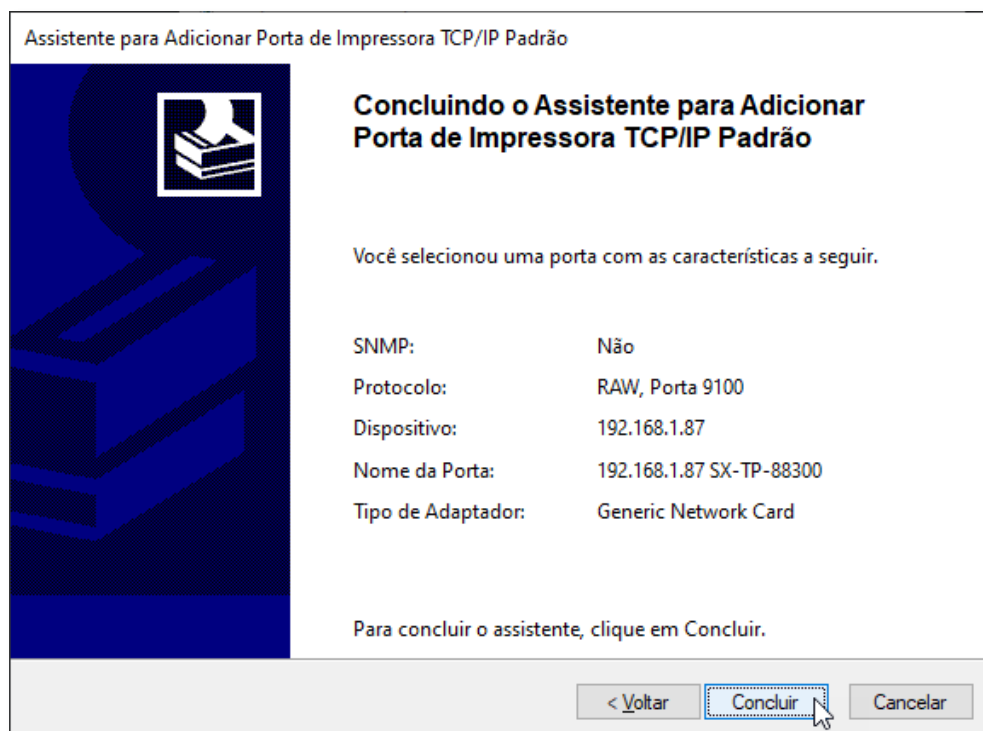 Assistente para Adicionar Porta de Impressora TCP/IP Padrão
Concluindo o Assistente para Adicionar
Porta de Impressora TCP/IP Padrão
Você selecionou uma porta com as características a seguir.
SNMP: Não
Protocolo: RAW, Porta 9100
Dispositivo: 192.168.1.87
Nome da Porta: 192.168.1.87 SX-TP-88300
Tipo de Adaptador: Generic Network Card
Para concluir o assistente, clique em Concluir.
< Voltar Concluir Cancelar